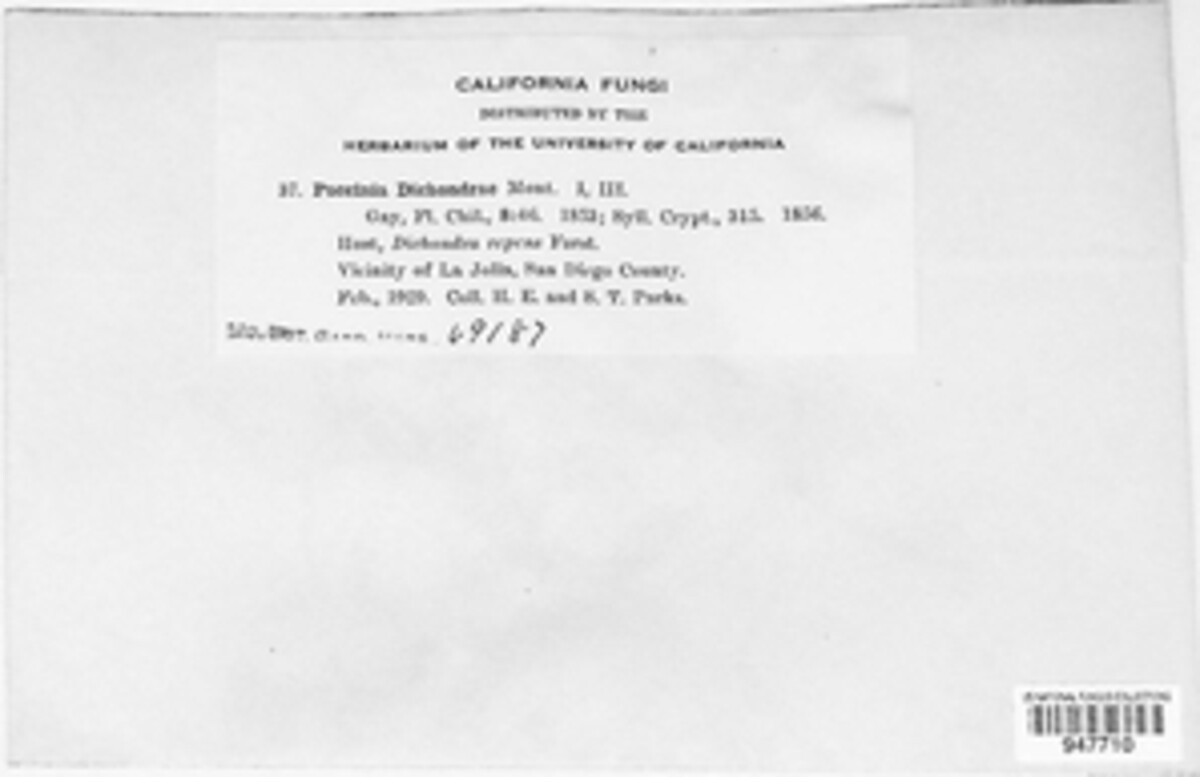 CALIFORNIA FUNGI
DISTRIBUTED BY THE
HERBARIUM OF THE UNIVERSITY OF CALIFORNIA
37. Puccinia Dichondrae Mont. I, III.
Gay, Fl. Chil., 8:46. 1852; Syll. Crypt., 315. 1856.
Host, Dichondra repens Forst.
Vicinity of La Jolla, San Diego County.
Feb., 1929. Coll. H. E. and S. T. Parks.
69187
947710